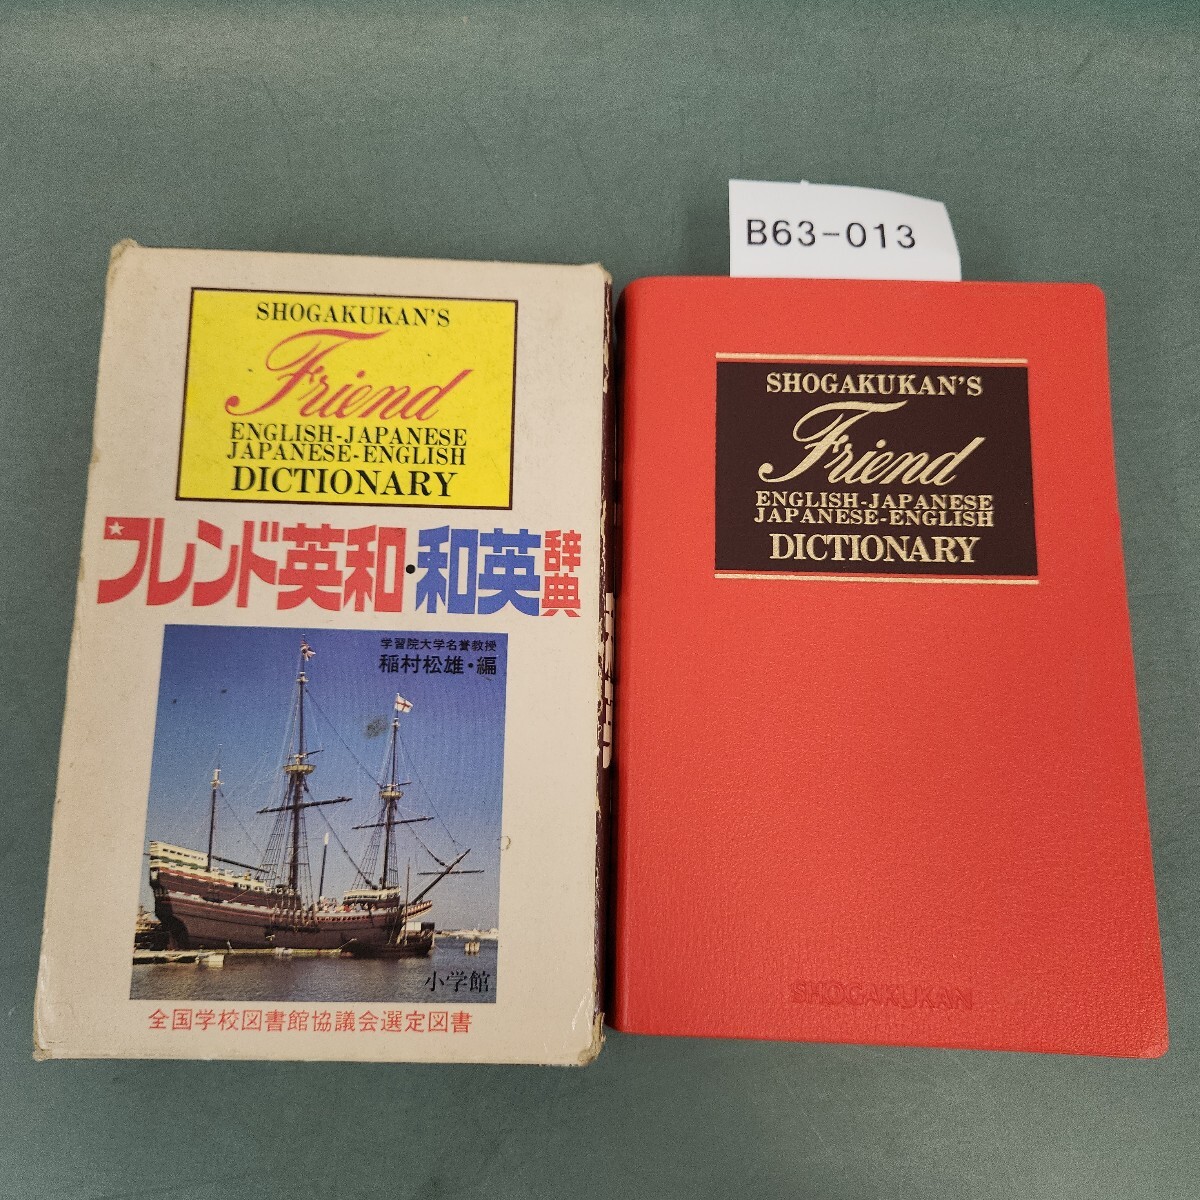 SHOGAKUKAN'S
Friend
ENGLISH-JAPANESE
JAPANESE-ENGLISH
DICTIONARY
フレンド英和・和英辞典
学習院大学名誉教授
稲村松雄・編
小学館
全国学校図書館協議会選定図書
B63-013
SHOGAKUKAN'S
Friend
ENGLISH-JAPANESE
JAPANESE-ENGLISH
DICTIONARY
SHOGAKUKAN